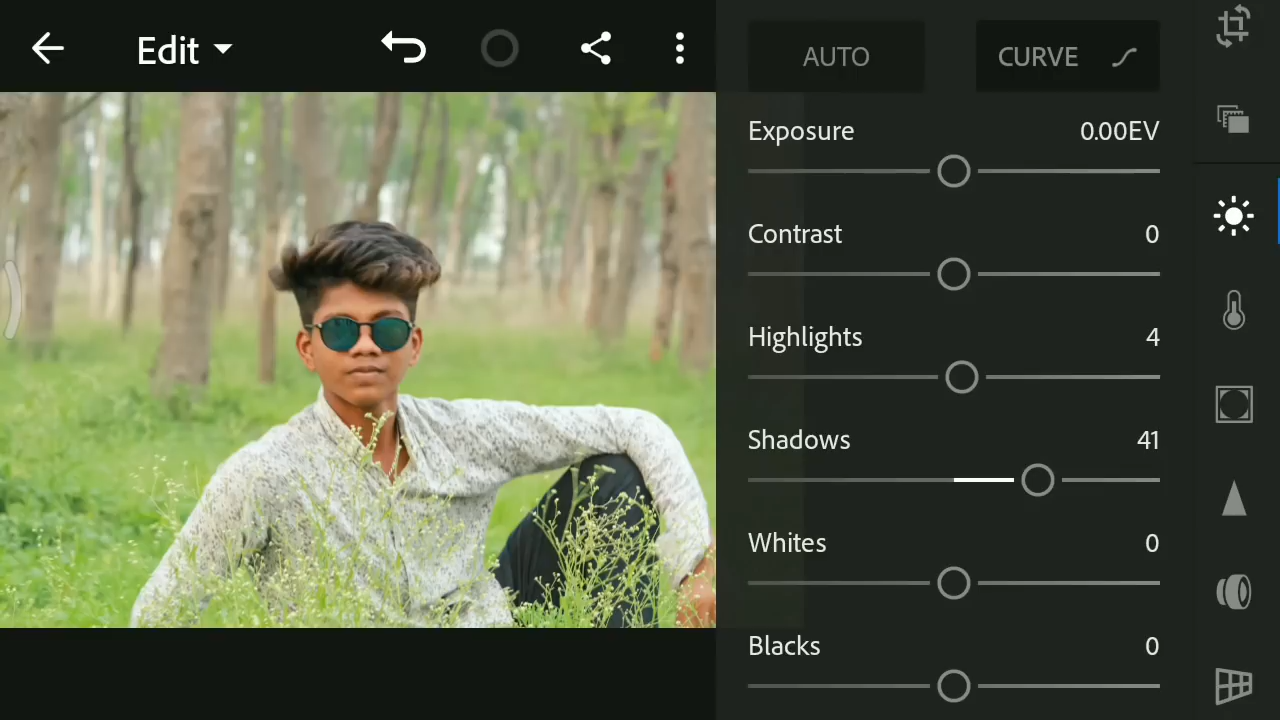 Edit
AUTO
CURVE
Exposure 0.00EV
Contrast 0
Highlights 4
Shadows 41
Whites 0
Blacks 0